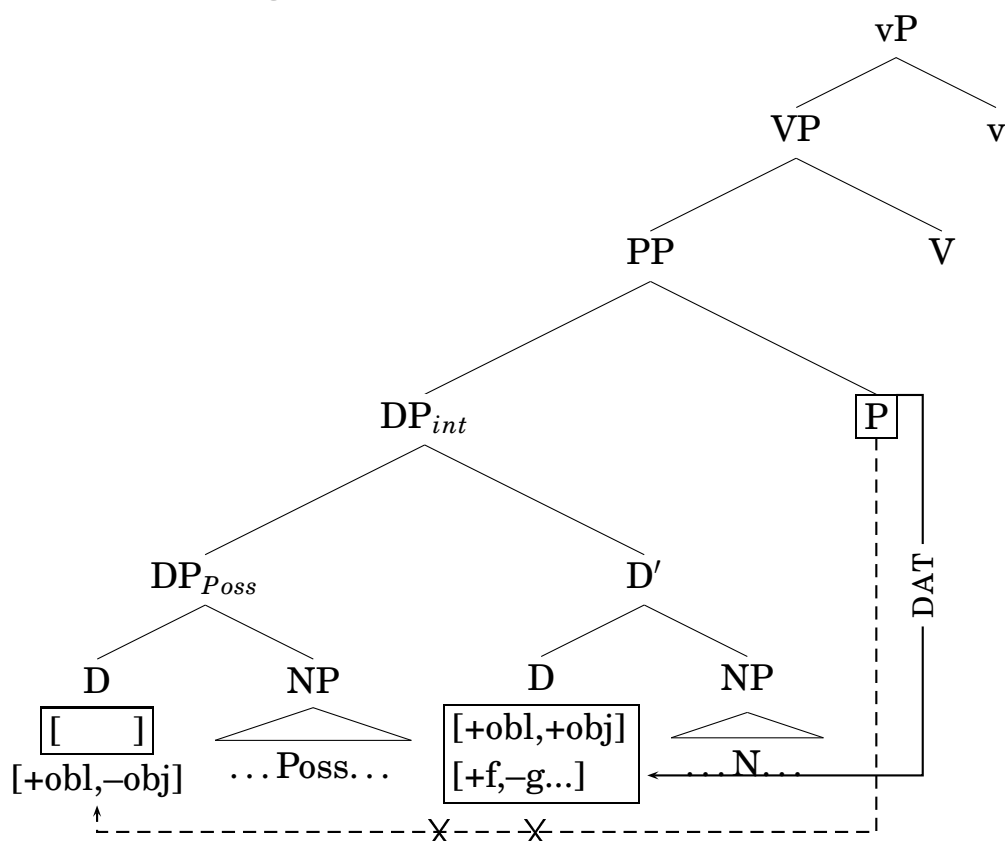 vP
VP v
PP V
DP_int P
DP_Poss D′
DAT
D NP D NP
[ ] [+obl,+obj]
[+obl,–obj] …Poss… [+f,–g...] …N…
X X